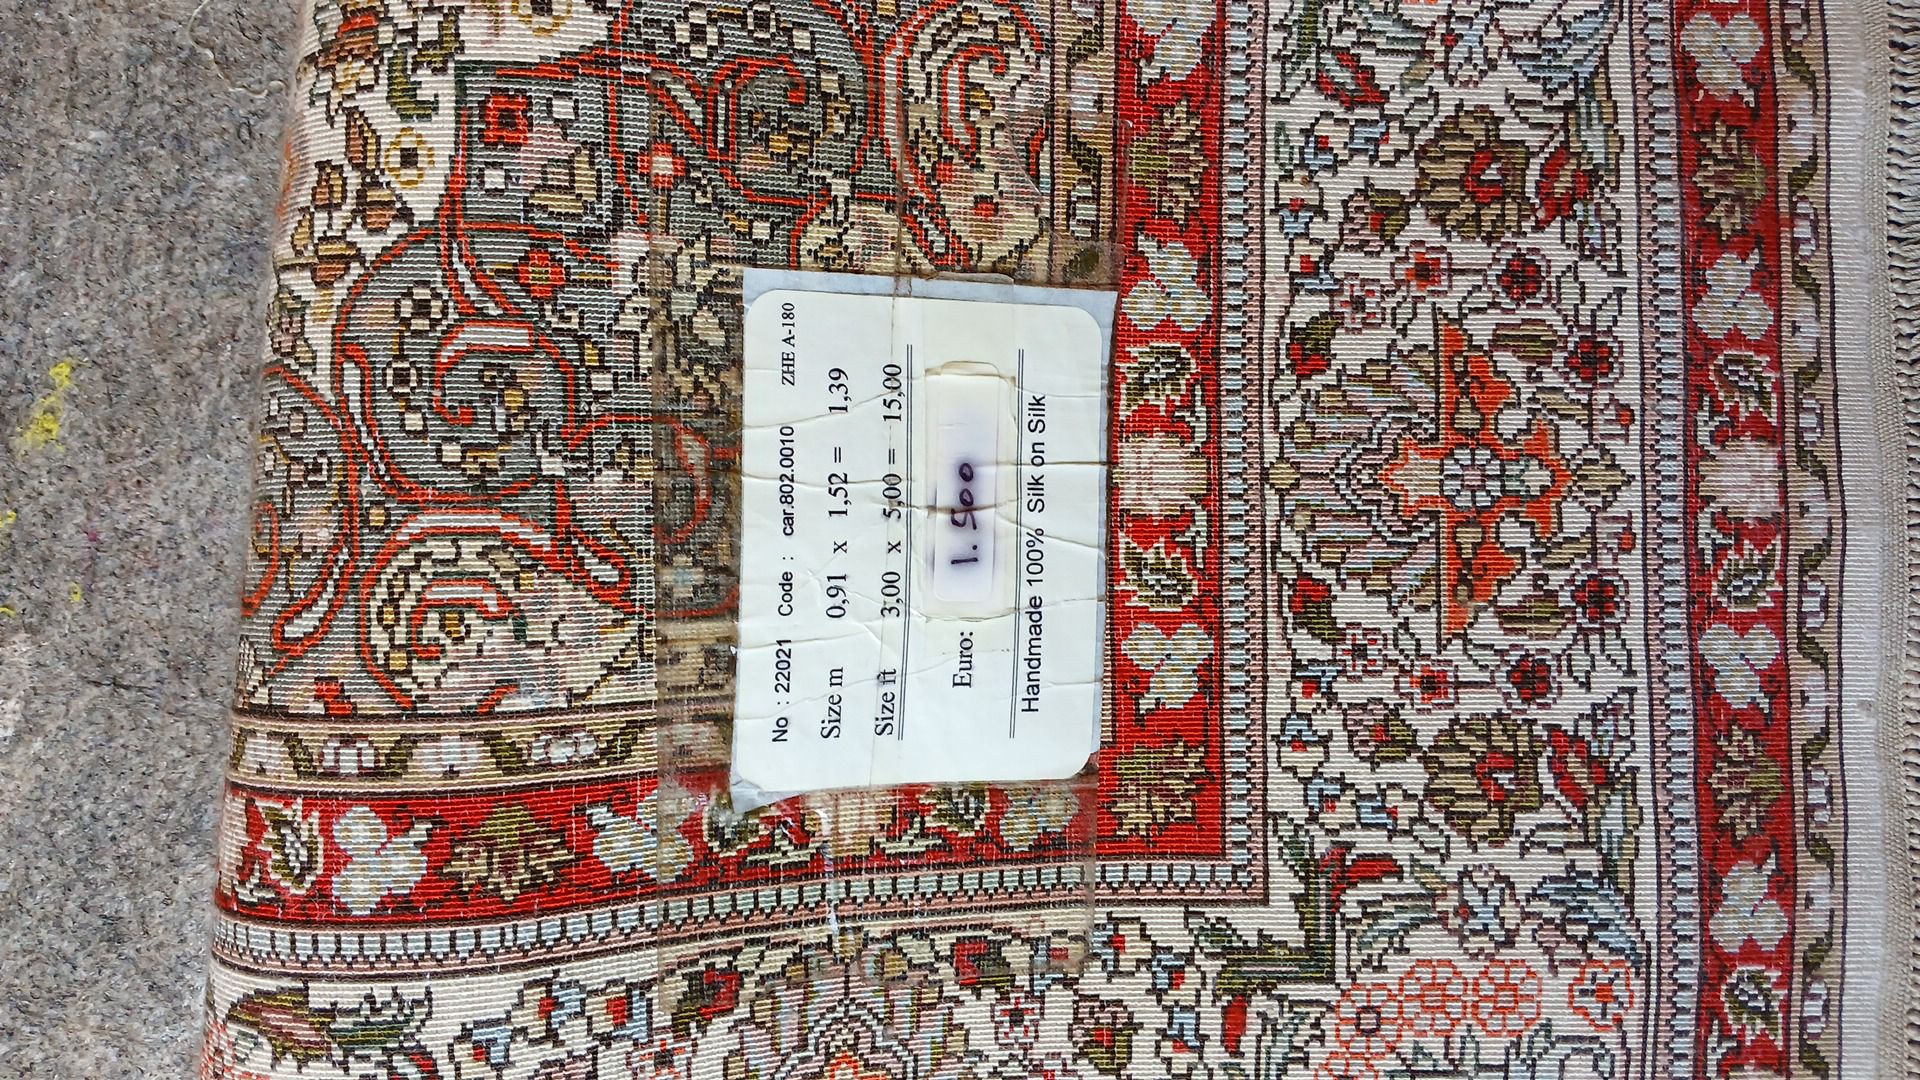 No : 22021 Code : car.802.0010 ZHE A-180
Size m 0,91 x 1,52 = 1,39
Size ft 3,00 x 5,00 = 15,00
Euro: 1.500
Handmade 100% Silk on Silk